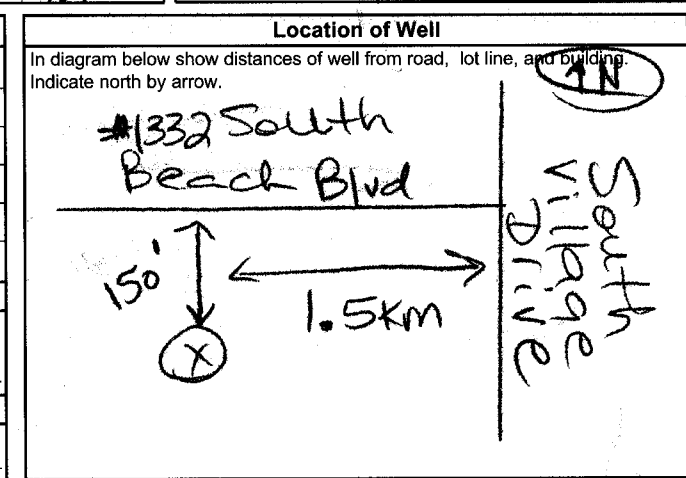 Location of Well
In diagram below show distances of well from road, lot line, and building.
Indicate north by arrow.
N
#1332 South
Beach Blvd
150'
1.5km
X
South
Village
Drive